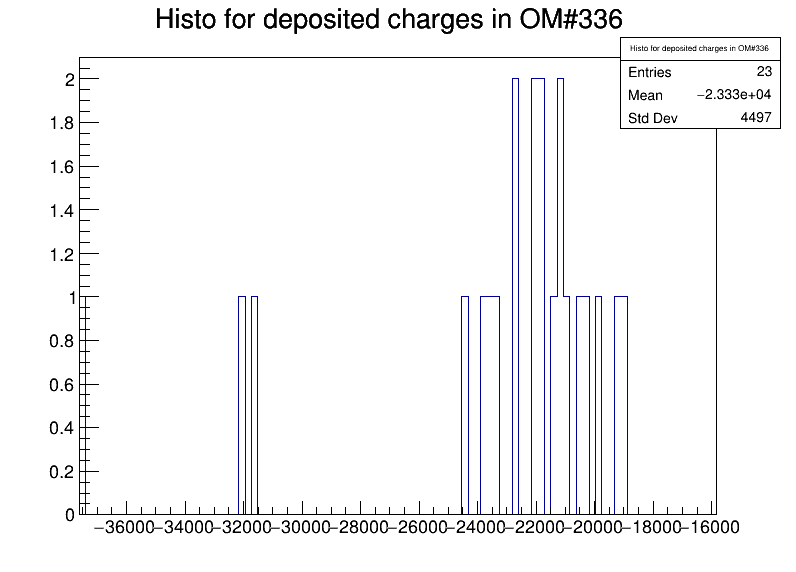 Histo for deposited charges in OM#336
Histo for deposited charges in OM#336
Entries 23
Mean −2.333e+04
Std Dev 4497
2
1.8
1.6
1.4
1.2
1
0.8
0.6
0.4
0.2
0
−36000 −34000 −32000 −30000 −28000 −26000 −24000 −22000 −20000 −18000 −16000